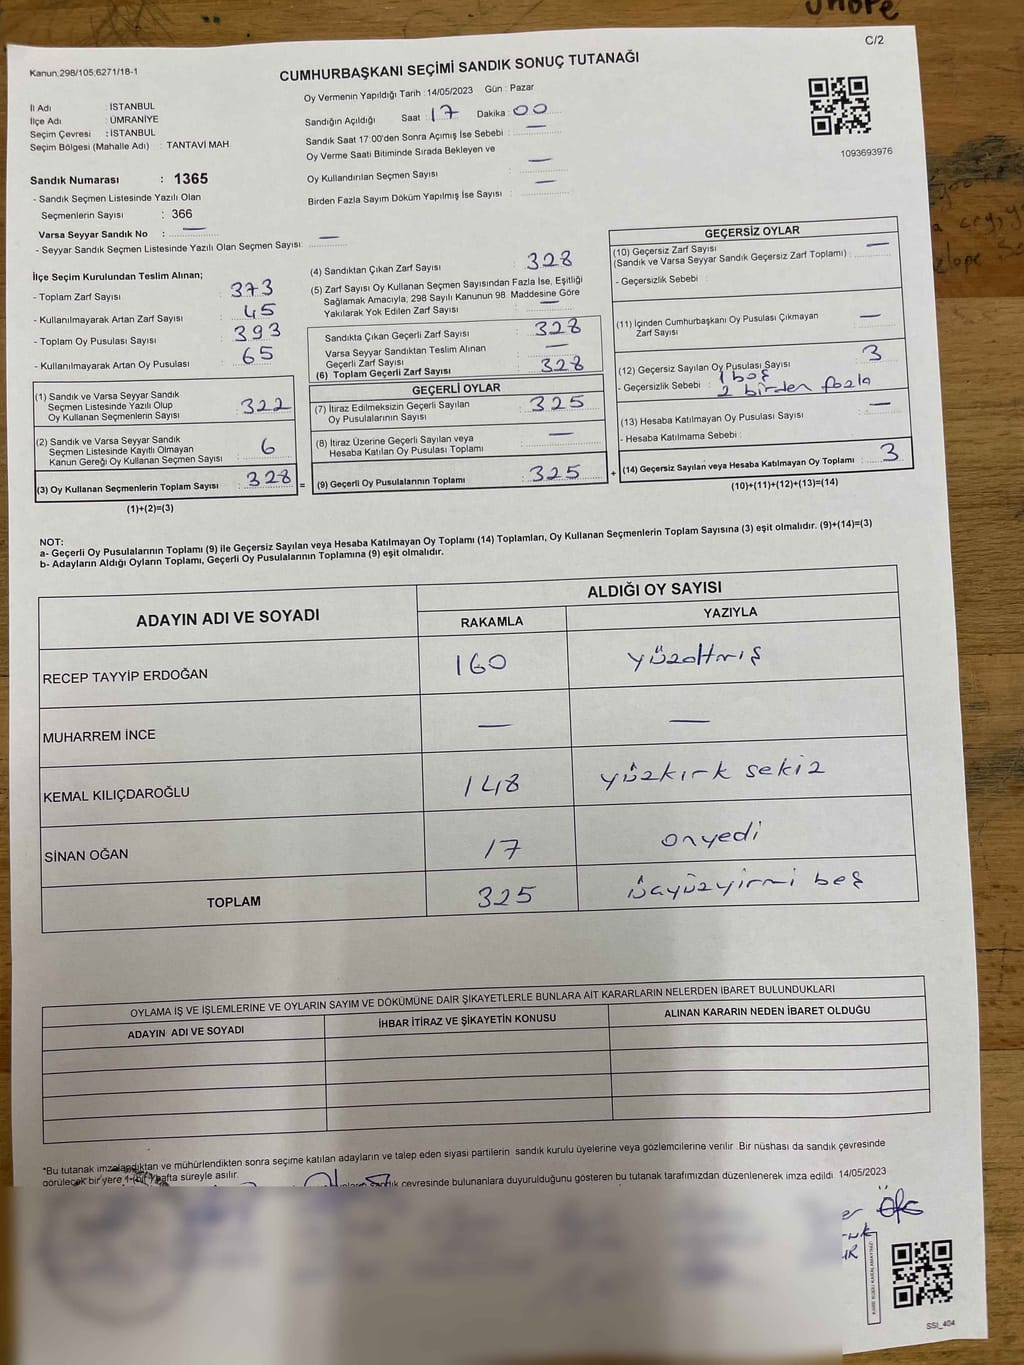 C/2
Kanun;298/105;6271/18-1
CUMHURBAŞKANI SEÇİMİ SANDIK SONUÇ TUTANAĞI
Oy Vermenin Yapıldığı Tarih : 14/05/2023 Gün : Pazar
İl Adı : İSTANBUL
İlçe Adı : ÜMRANİYE
Seçim Çevresi : İSTANBUL
Seçim Bölgesi (Mahalle Adı) : TANTAVİ MAH.
Sandığın Açıldığı Saat : 17 Dakika : 00
Sandık Saat 17:00'den Sonra Açımış İse Sebebi : —
Oy Verme Saati Bitiminde Sırada Bekleyen ve
Oy Kullandırılan Seçmen Sayısı : —
Birden Fazla Sayım Döküm Yapılmış İse Sayısı : —
1093693976
Sandık Numarası : 1365
- Sandık Seçmen Listesinde Yazılı Olan
Seçmenlerin Sayısı : 366
Varsa Seyyar Sandık No : —
- Seyyar Sandık Seçmen Listesinde Yazılı Olan Seçmen Sayısı: —
İlçe Seçim Kurulundan Teslim Alınan;
- Toplam Zarf Sayısı : 373
- Kullanılmayarak Artan Zarf Sayısı : 45
- Toplam Oy Pusulası Sayısı : 393
- Kullanılmayarak Artan Oy Pusulası : 65
(1) Sandık ve Varsa Seyyar Sandık
Seçmen Listesinde Yazılı Olup
Oy Kullanan Seçmenlerin Sayısı : 322
(2) Sandık ve Varsa Seyyar Sandık
Seçmen Listesinde Kayıtlı Olmayan
Kanun Gereği Oy Kullanan Seçmen Sayısı : 6
(3) Oy Kullanan Seçmenlerin Toplam Sayısı : 328 =
(1)+(2)=(3)
(4) Sandıktan Çıkan Zarf Sayısı : 328
(5) Zarf Sayısı Oy Kullanan Seçmen Sayısından Fazla İse, Eşitliği
Sağlamak Amacıyla; 298 Sayılı Kanunun 98. Maddesine Göre
Yakılarak Yok Edilen Zarf Sayısı : —
Sandıkta Çıkan Geçerli Zarf Sayısı : 328
Varsa Seyyar Sandıktan Teslim Alınan
Geçerli Zarf Sayısı : —
(6) Toplam Geçerli Zarf Sayısı : 328
GEÇERLİ OYLAR
(7) İtiraz Edilmeksizin Geçerli Sayılan
Oy Pusulalarının Sayısı : 325
(8) İtiraz Üzerine Geçerli Sayılan veya
Hesaba Katılan Oy Pusulası Toplamı : —
(9) Geçerli Oy Pusulalarının Toplamı : 325 +
GEÇERSİZ OYLAR
(10) Geçersiz Zarf Sayısı
(Sandık ve Varsa Seyyar Sandık Geçersiz Zarf Toplamı) : —
- Geçersizlik Sebebi :
(11) İçinden Cumhurbaşkanı Oy Pusulası Çıkmayan
Zarf Sayısı : —
(12) Geçersiz Sayılan Oy Pusulası Sayısı : 3
- Geçersizlik Sebebi : 1 boş
2 birden fazla
(13) Hesaba Katılmayan Oy Pusulası Sayısı : —
- Hesaba Katılmama Sebebi :
(14) Geçersiz Sayılan veya Hesaba Katılmayan Oy Toplamı : 3
(10)+(11)+(12)+(13)=(14)
NOT:
a- Geçerli Oy Pusulalarının Toplamı (9) ile Geçersiz Sayılan veya Hesaba Katılmayan Oy Toplamı (14) Toplamları, Oy Kullanan Seçmenlerin Toplam Sayısına (3) eşit olmalıdır. (9)+(14)=(3)
b- Adayların Aldığı Oyların Toplamı, Geçerli Oy Pusulalarının Toplamına (9) eşit olmalıdır.
ADAYIN ADI VE SOYADI ALDIĞI OY SAYISI
RAKAMLA YAZIYLA
RECEP TAYYİP ERDOĞAN 160 yüzaltmış
MUHARREM İNCE — —
KEMAL KILIÇDAROĞLU 148 yüzkırk sekiz
SİNAN OĞAN 17 onyedi
TOPLAM 325 üçyüzyirmi beş
OYLAMA İŞ VE İŞLEMLERİNE VE OYLARIN SAYIM VE DÖKÜMÜNE DAİR ŞİKAYETLERLE BUNLARA AİT KARARLARIN NELERDEN İBARET BULUNDUKLARI
ADAYIN ADI VE SOYADI İHBAR İTİRAZ VE ŞİKAYETİN KONUSU ALINAN KARARIN NEDEN İBARET OLDUĞU
*Bu tutanak imzalandıktan ve mühürlendikten sonra seçime katılan adayların ve talep eden siyasi partilerin sandık kurulu üyelerine veya gözlemcilerine verilir. Bir nüshası da sandık çevresinde
görülecek bir yere 1-(bir) hafta süreyle asılır.
sandık çevresinde bulunanlara duyurulduğunu gösteren bu tutanak tarafımızdan düzenlenerek imza edildi. 14/05/2023
SSI_404